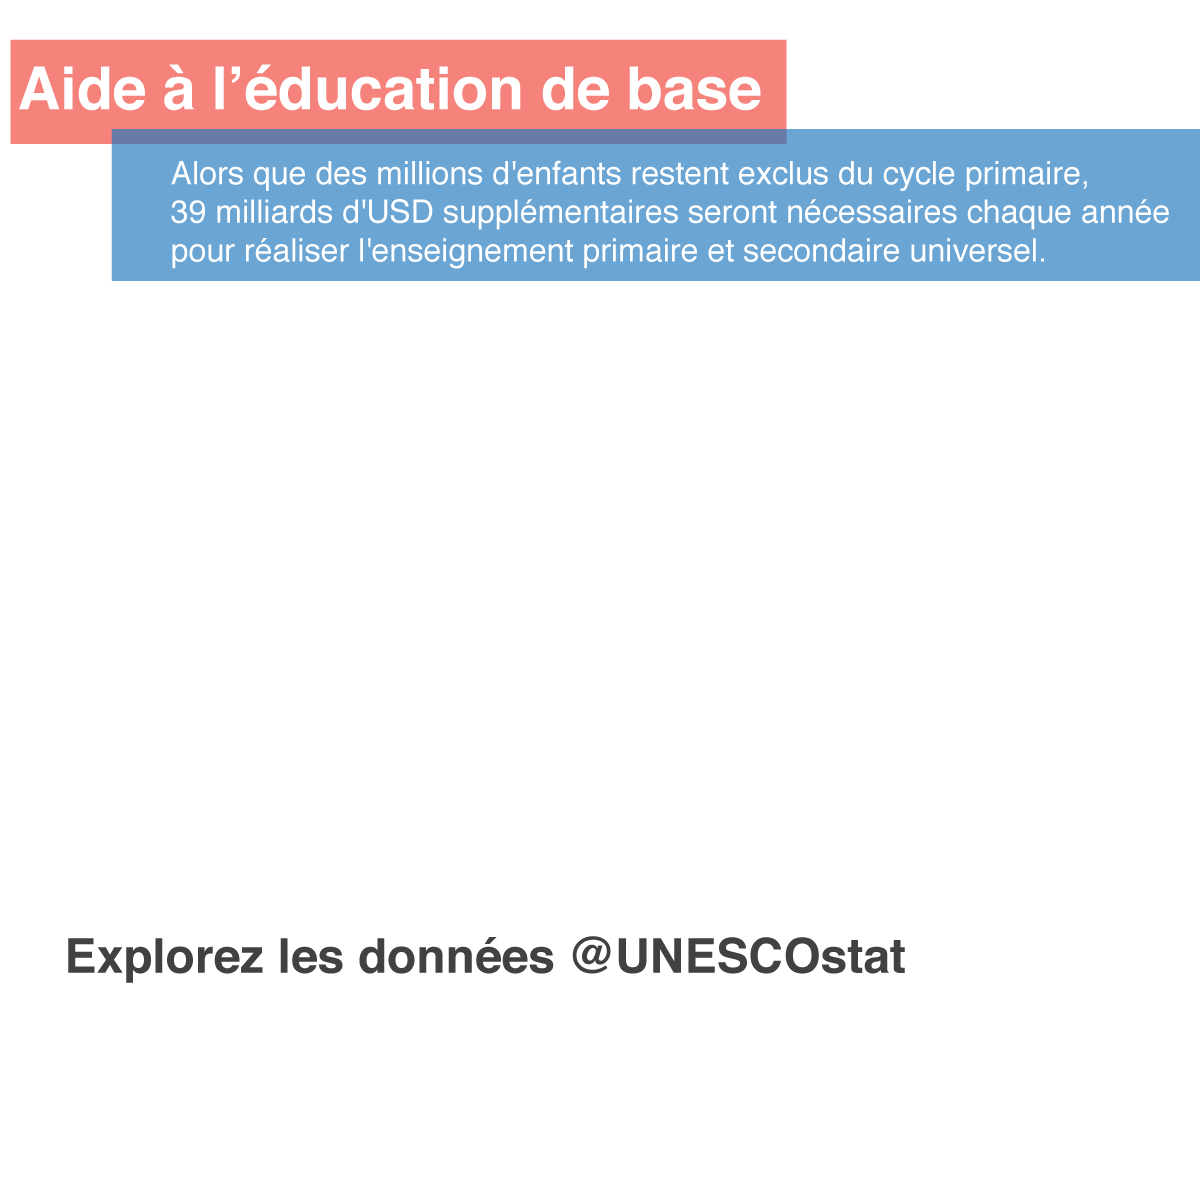 Aide à l’éducation de base
Alors que des millions d'enfants restent exclus du cycle primaire,
39 milliards d'USD supplémentaires seront nécessaires chaque année
pour réaliser l'enseignement primaire et secondaire universel.
Explorez les données @UNESCOstat